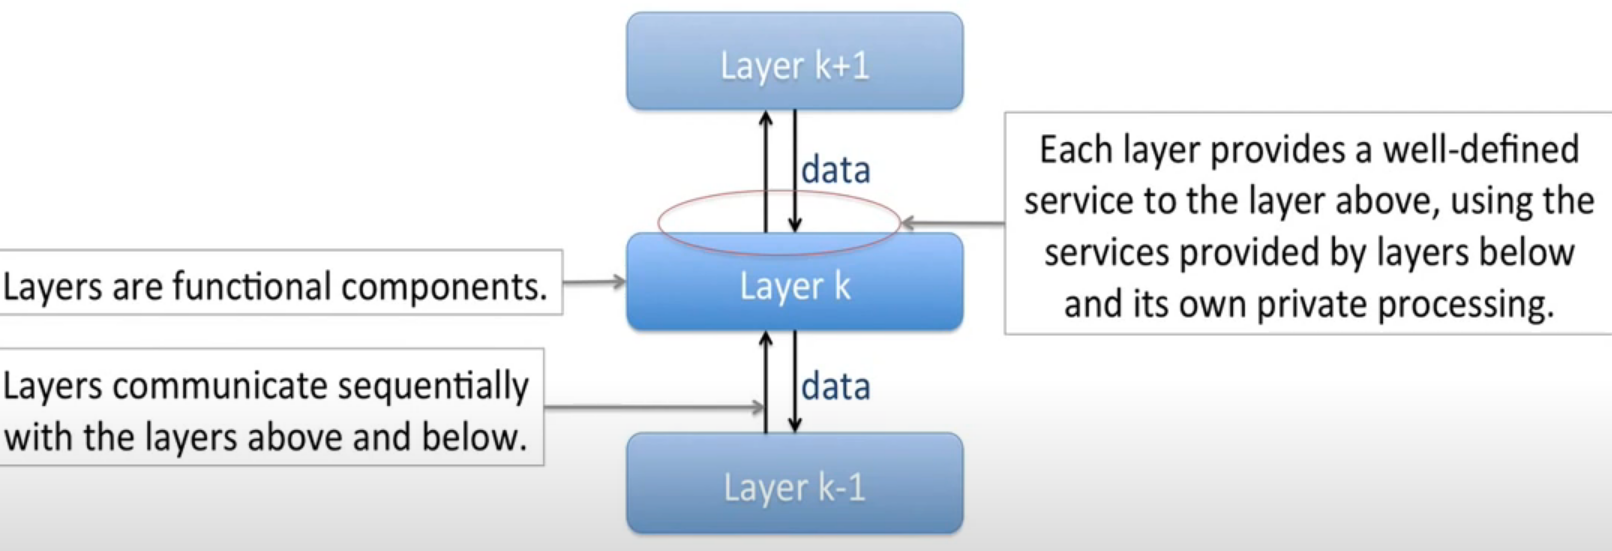 Layer k+1
data
Each layer provides a well-defined
service to the layer above, using the
services provided by layers below
and its own private processing.
Layers are functional components.
Layer k
Layers communicate sequentially
with the layers above and below.
data
Layer k-1